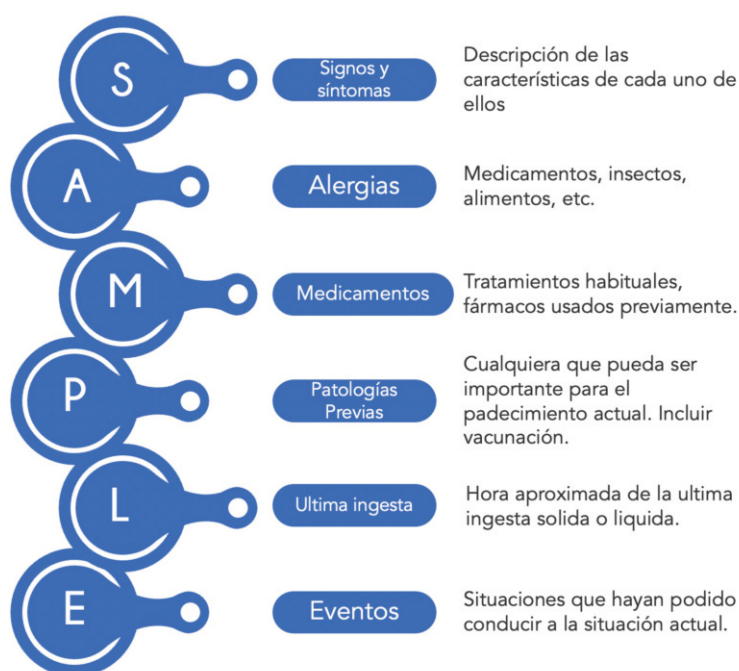 S
Signos y
síntomas
Descripción de las
características de cada uno de
ellos
A
Alergias
Medicamentos, insectos,
alimentos, etc.
M
Medicamentos
Tratamientos habituales,
fármacos usados previamente.
P
Patologías
Previas
Cualquiera que pueda ser
importante para el
padecimiento actual. Incluir
vacunación.
L
Ultima ingesta
Hora aproximada de la ultima
ingesta solida o liquida.
E
Eventos
Situaciones que hayan podido
conducir a la situación actual.